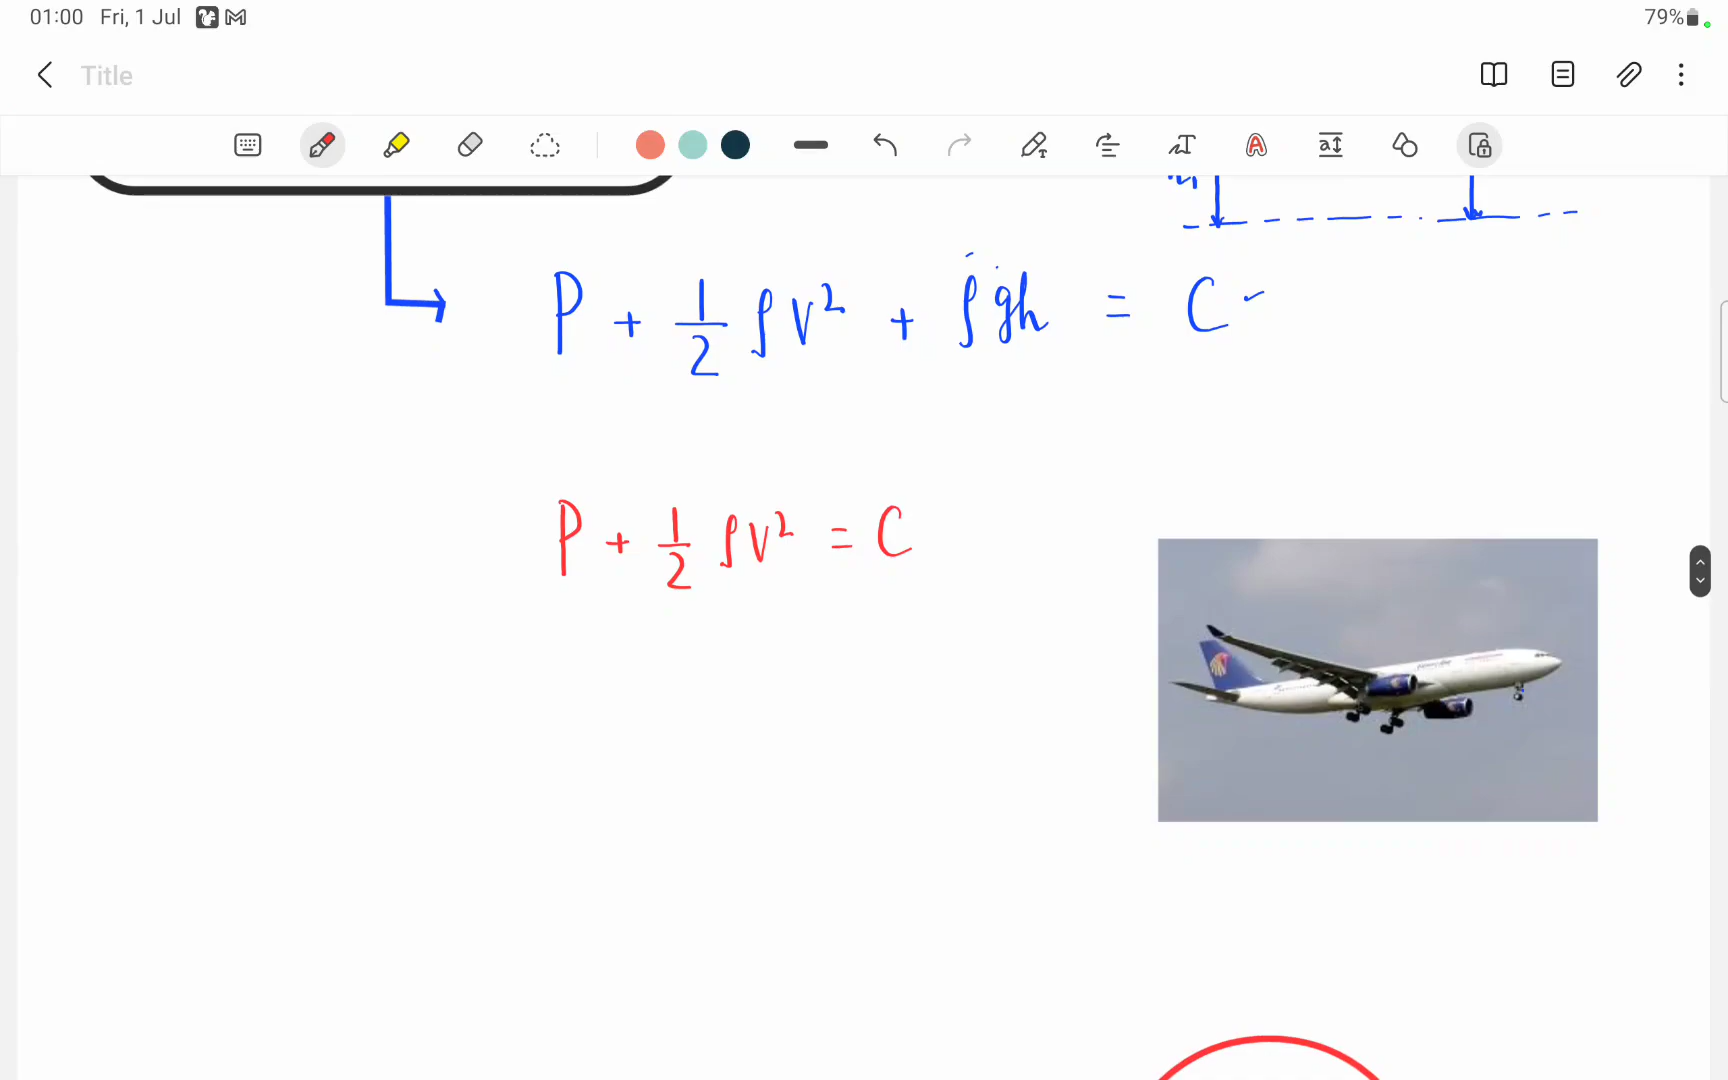 01:00 Fri, 1 Jul
79%
Title
P + 1/2 ρv² + ρgh = C
P + 1/2 ρv² = C